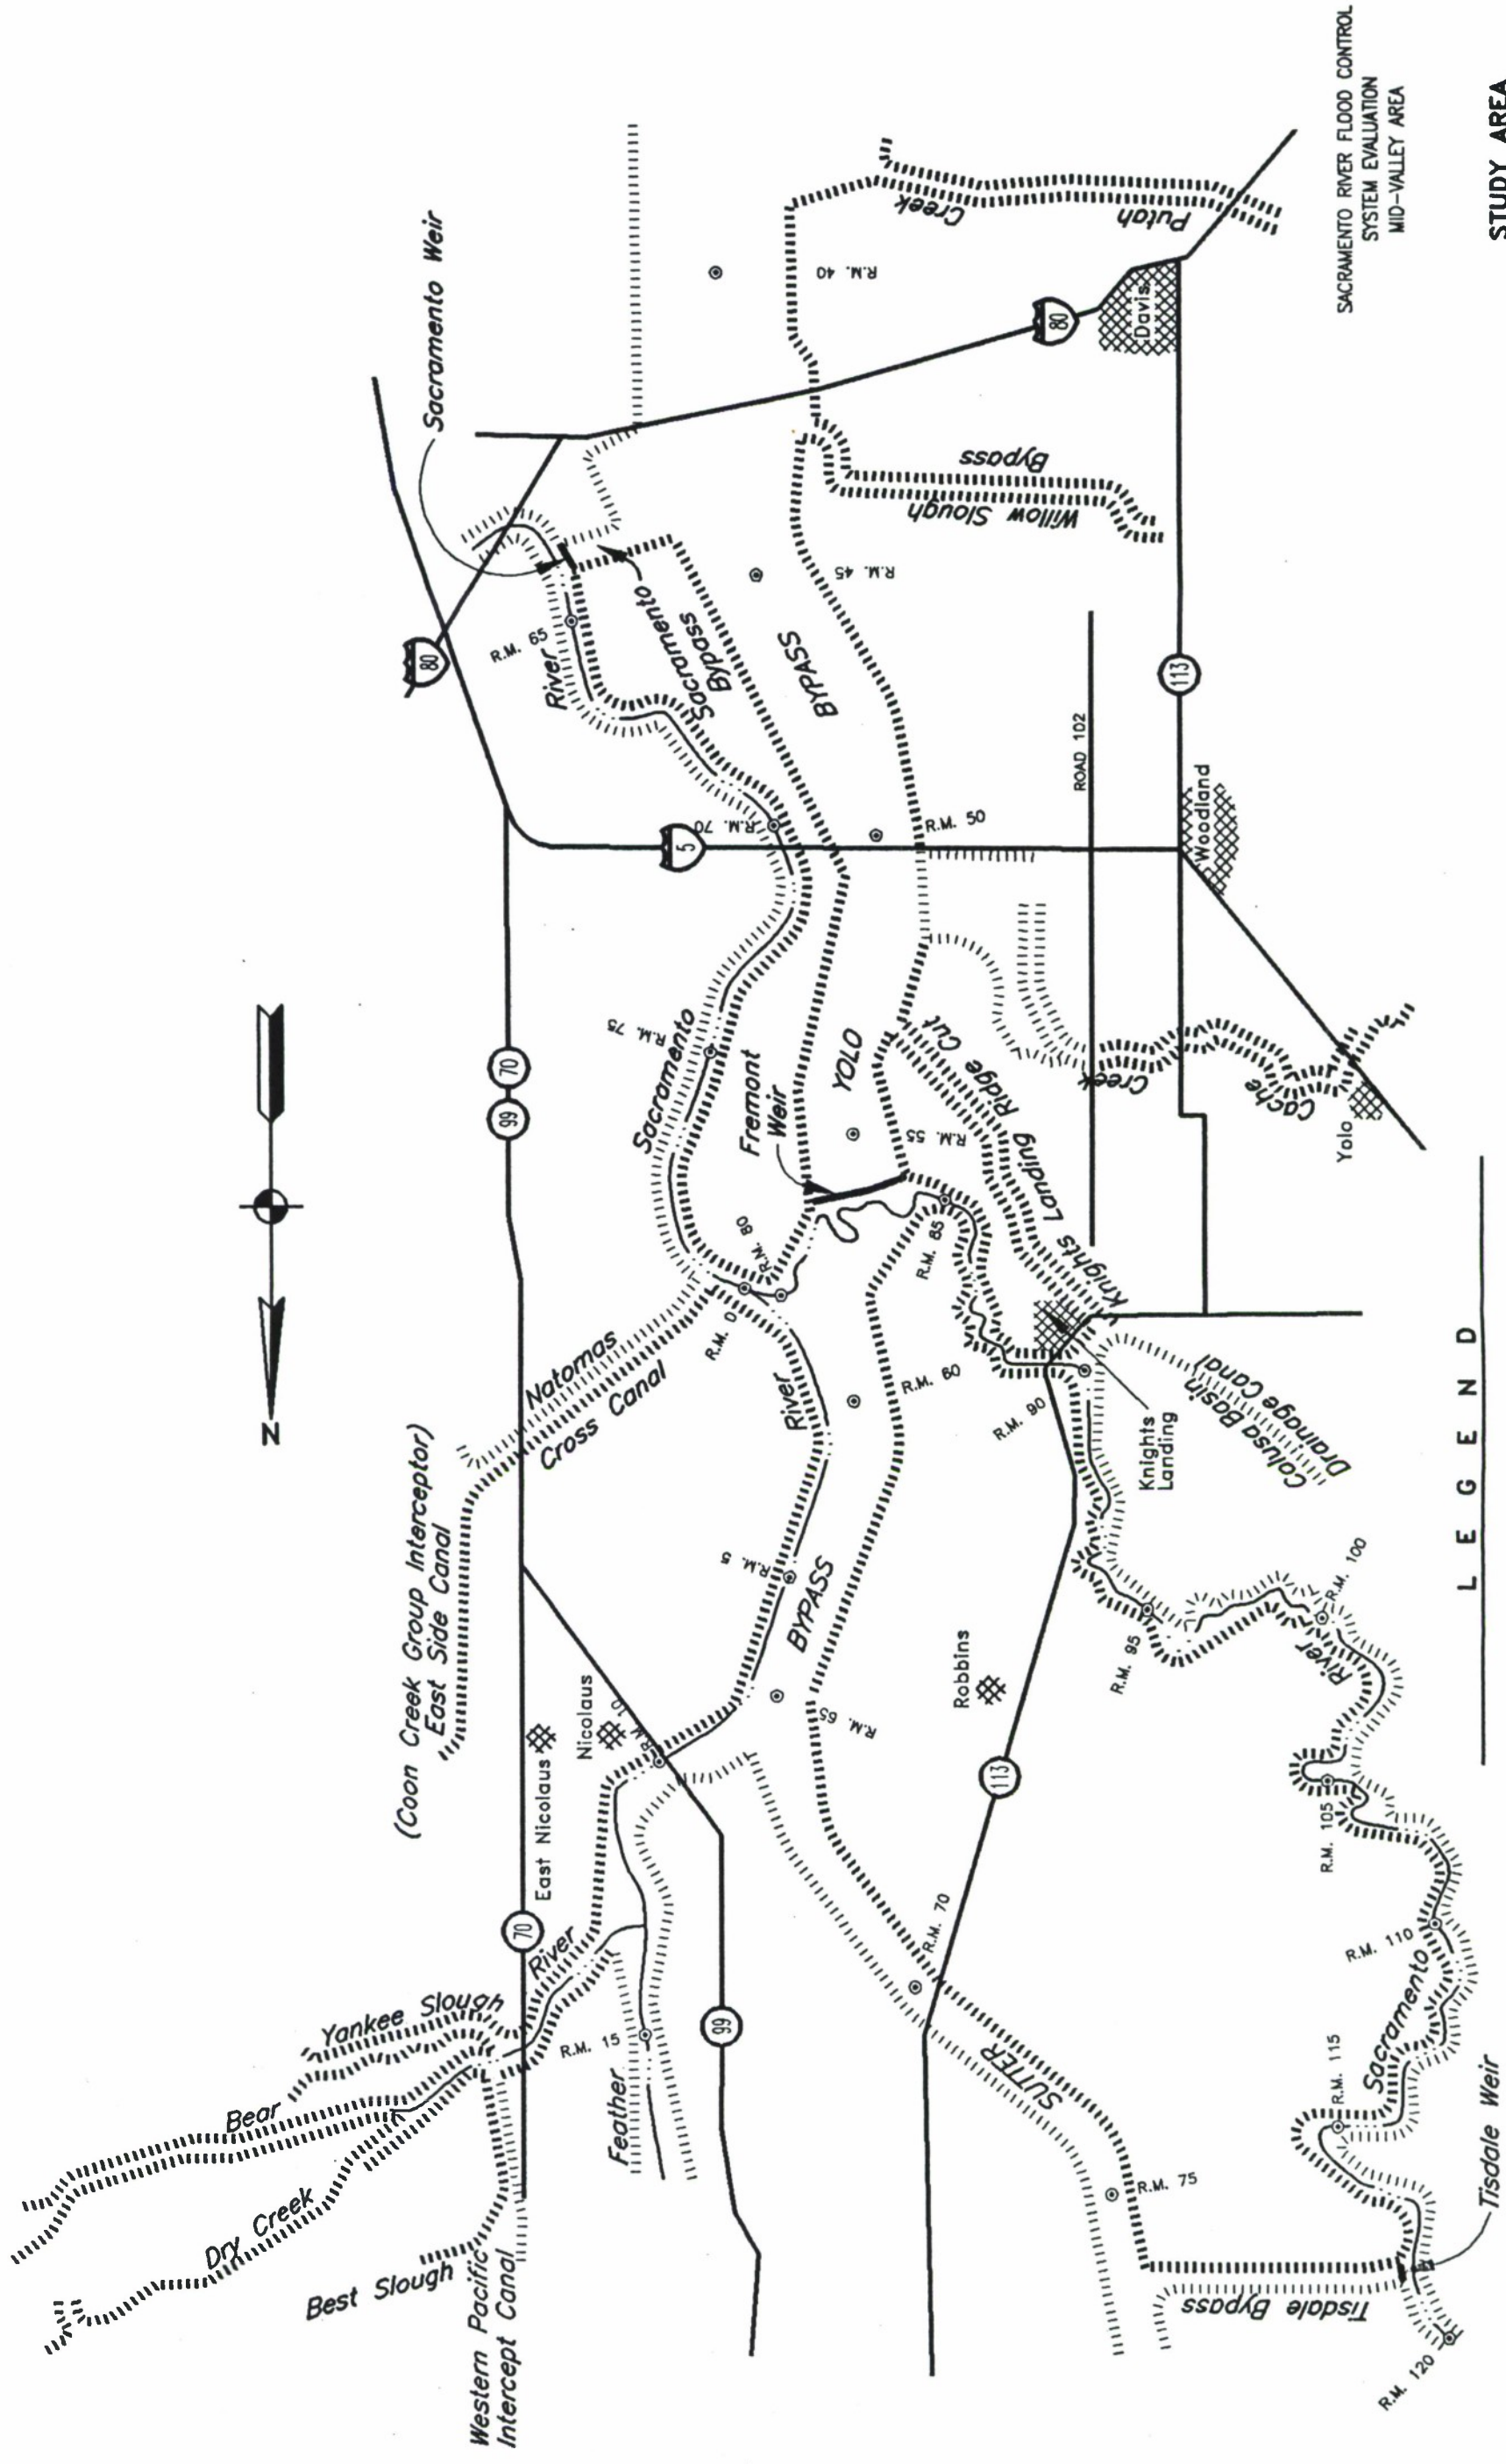 Sacramento Weir
SACRAMENTO RIVER FLOOD CONTROL
SYSTEM EVALUATION
MID-VALLEY AREA
STUDY AREA
Putah
Creek
R.M. 40
80
Davis
Willow Slough
Bypass
R.M. 45
80
R.M. 65
River
Sacramento
Bypass
BYPASS
113
ROAD 102
Woodland
R.M. 70
5
R.M. 50
70
99
R.M. 75
Sacramento
Fremont
Weir
YOLO
R.M. 55
Knights Landing
Ridge Cut
Cache
Creek
Yolo
N
R.M. 80
R.M. 0
R.M. 85
Natomas
Cross Canal
River
R.M. 60
R.M. 90
Knights
Landing
Colusa Basin
Drainage Canal
LEGEND
(Coon Creek Group Interceptor)
East Side Canal
R.M. 5
BYPASS
R.M. 95
R.M. 100
River
Robbins
Nicolaus
East Nicolaus
R.M. 10
R.M. 65
113
R.M. 105
70
River
Yankee Slough
R.M. 15
99
Feather
R.M. 70
R.M. 110
Sacramento
SUTTER
R.M. 115
Bear
Dry Creek
Best Slough
Western Pacific
Intercept Canal
R.M. 75
Tisdale Bypass
Tisdale Weir
R.M. 120